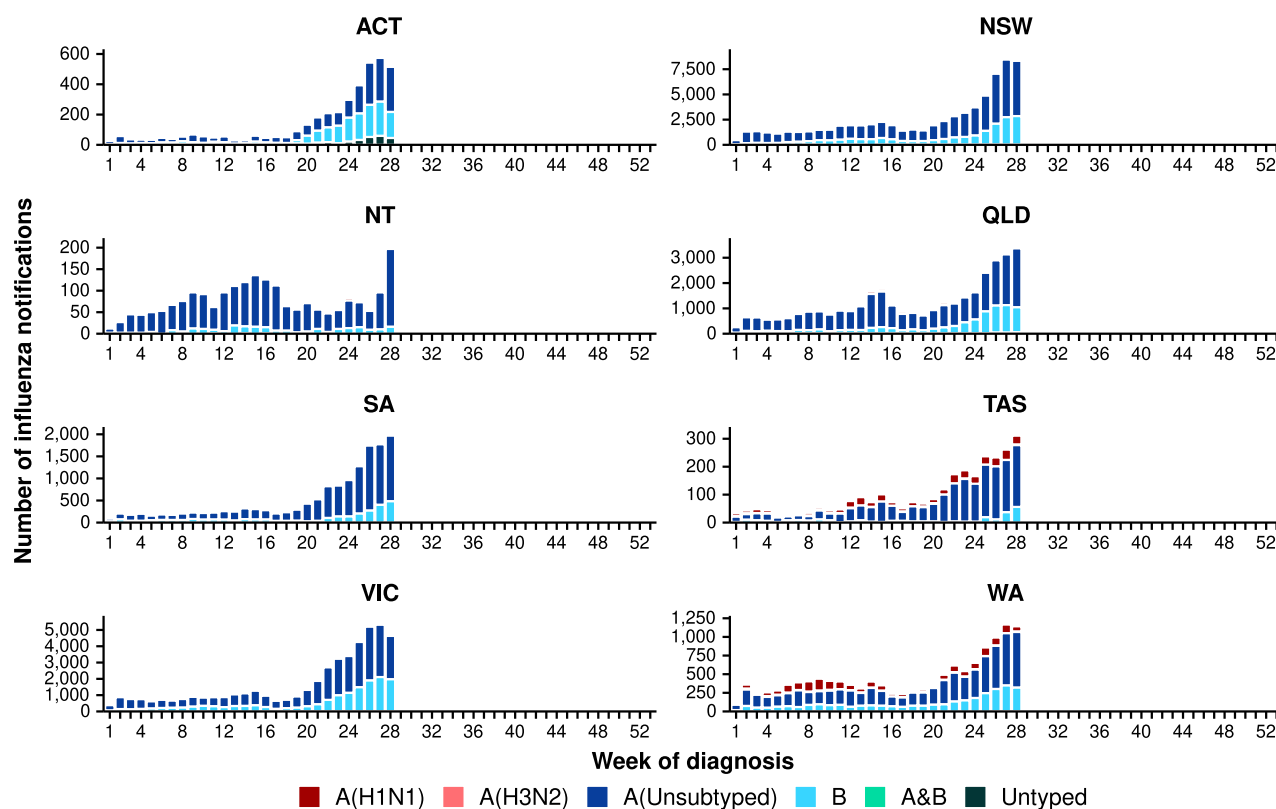 ACT
600
400
200
0
1 4 8 12 16 20 24 28 32 36 40 44 48 52
NSW
7,500
5,000
2,500
0
1 4 8 12 16 20 24 28 32 36 40 44 48 52
NT
200
150
100
50
0
1 4 8 12 16 20 24 28 32 36 40 44 48 52
QLD
3,000
2,000
1,000
0
1 4 8 12 16 20 24 28 32 36 40 44 48 52
Number of influenza notifications
SA
2,000
1,500
1,000
500
0
1 4 8 12 16 20 24 28 32 36 40 44 48 52
TAS
300
200
100
0
1 4 8 12 16 20 24 28 32 36 40 44 48 52
VIC
5,000
4,000
3,000
2,000
1,000
0
1 4 8 12 16 20 24 28 32 36 40 44 48 52
WA
1,250
1,000
750
500
250
0
1 4 8 12 16 20 24 28 32 36 40 44 48 52
Week of diagnosis
A(H1N1) A(H3N2) A(Unsubtyped) B A&B Untyped